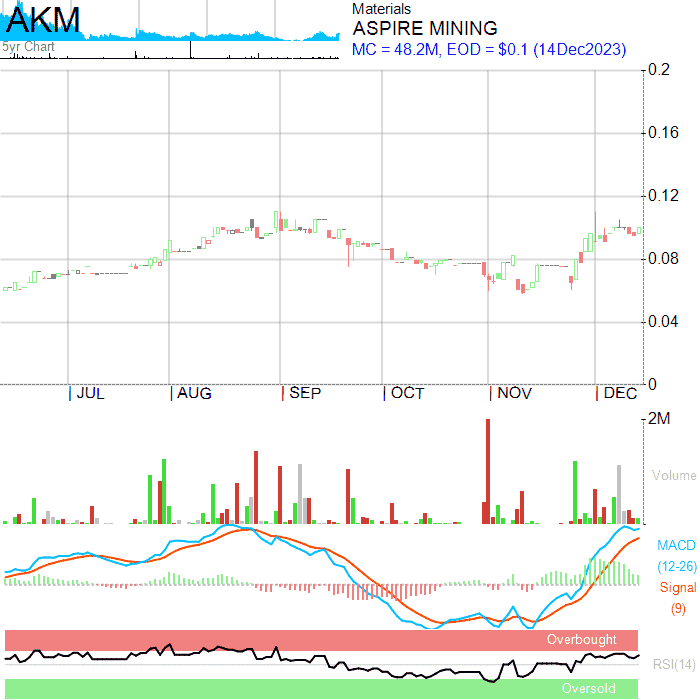 AKM
5yr Chart
Materials
ASPIRE MINING
MC = 48.2M, EOD = $0.1 (14Dec2023)
0.2
0.16
0.12
0.08
0.04
0
JUL AUG SEP OCT NOV DEC
2M
Volume
MACD
(12-26)
Signal
(9)
Overbought
RSI(14)
Oversold